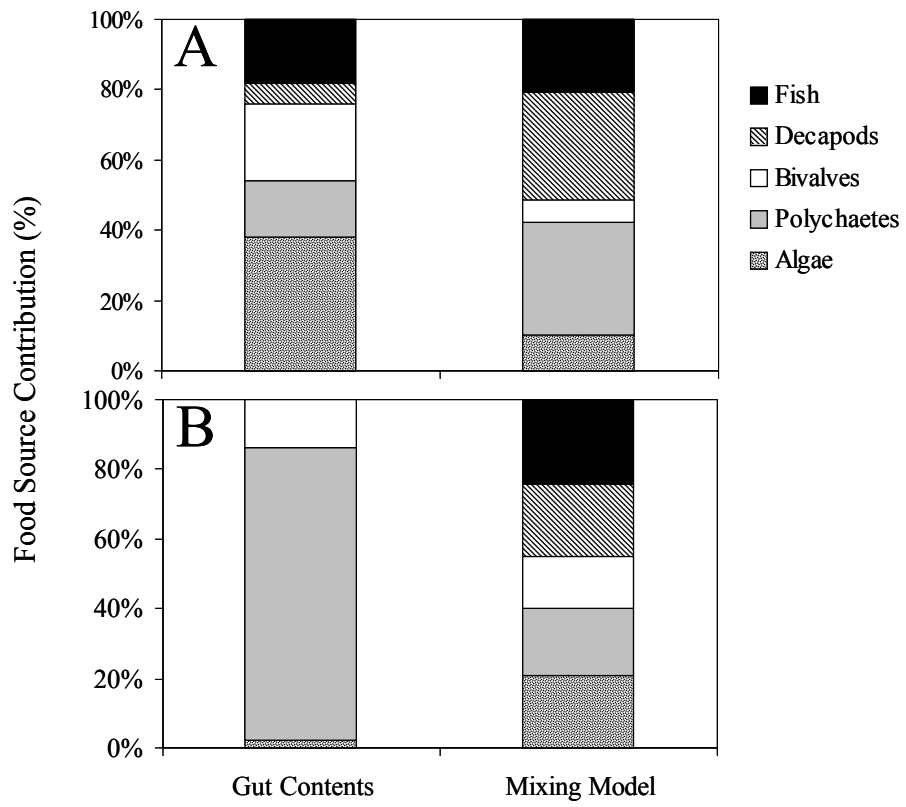 Food Source Contribution (%)
A
100%
80%
60%
40%
20%
0%
Fish
Decapods
Bivalves
Polychaetes
Algae
B
100%
80%
60%
40%
20%
0%
Gut Contents
Mixing Model